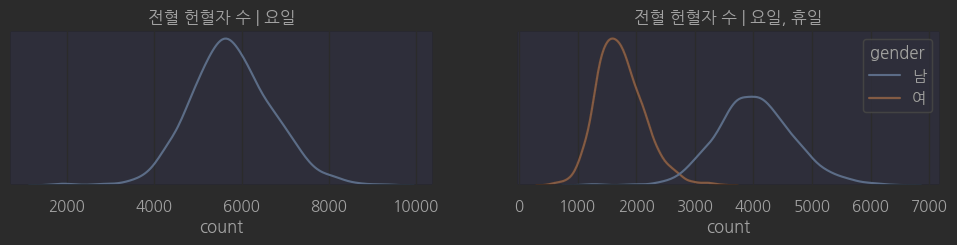 전혈 헌혈자 수 | 요일
2000 4000 6000 8000 10000
count
전혈 헌혈자 수 | 요일, 휴일
gender
남
여
0 1000 2000 3000 4000 5000 6000 7000
count